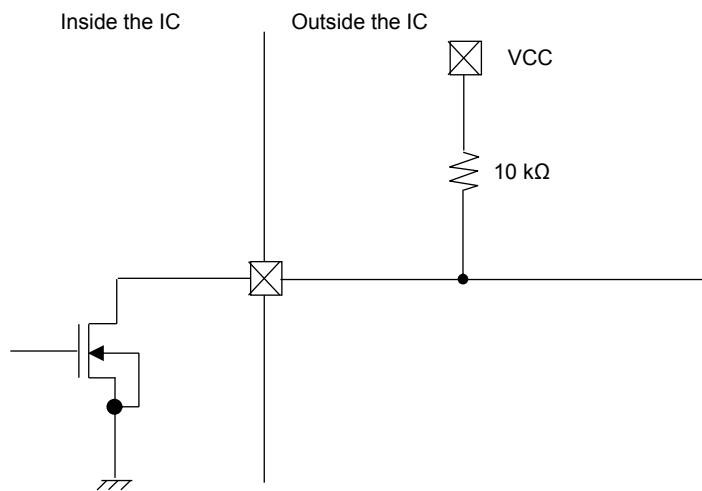 Inside the IC
Outside the IC
VCC
10 kΩ